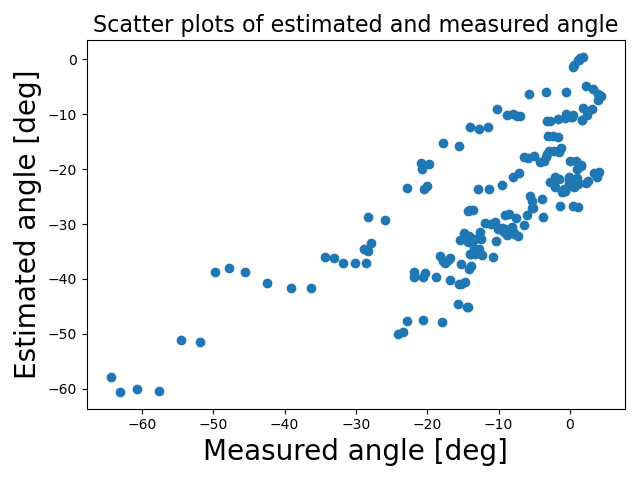 Scatter plots of estimated and measured angle
Estimated angle [deg]
0
−10
−20
−30
−40
−50
−60
−60 −50 −40 −30 −20 −10 0
Measured angle [deg]